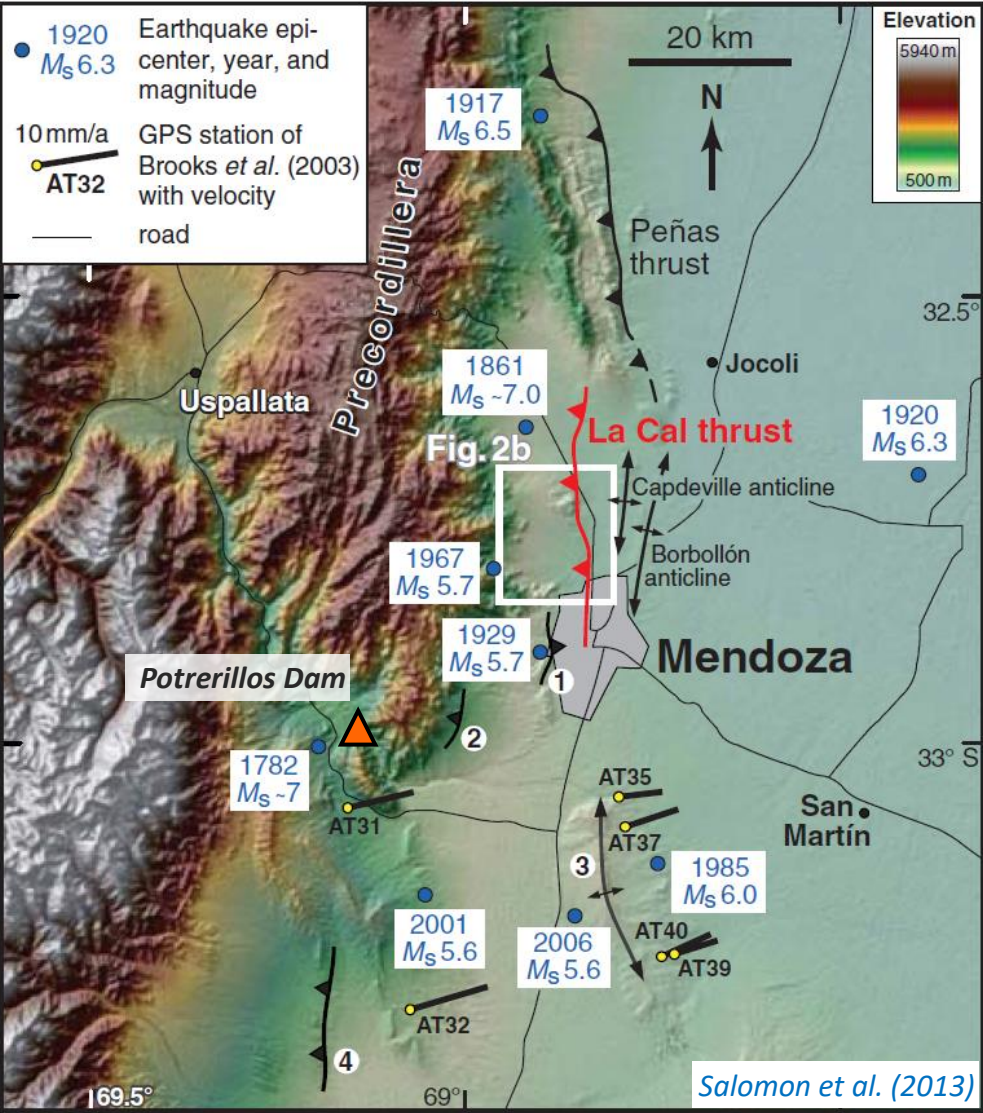 1920
Ms 6.3
Earthquake epi-
center, year, and
magnitude
10 mm/a
AT32
GPS station of
Brooks et al. (2003)
with velocity
road
20 km
N
Elevation
5940 m
500 m
1917
Ms 6.5
Precordillera
Peñas
thrust
32.5°
Jocoli
1861
Ms ~7.0
Uspallata
La Cal thrust
1920
Ms 6.3
Fig. 2b
Capdeville anticline
Borbollón
anticline
1967
Ms 5.7
1929
Ms 5.7
Mendoza
Potrerillos Dam
1
2
33° S
1782
Ms ~7
AT31
AT35
AT37
San
Martín
3
1985
Ms 6.0
2001
Ms 5.6
2006
Ms 5.6
AT40
AT39
AT32
4
69.5°
69°
Salomon et al. (2013)